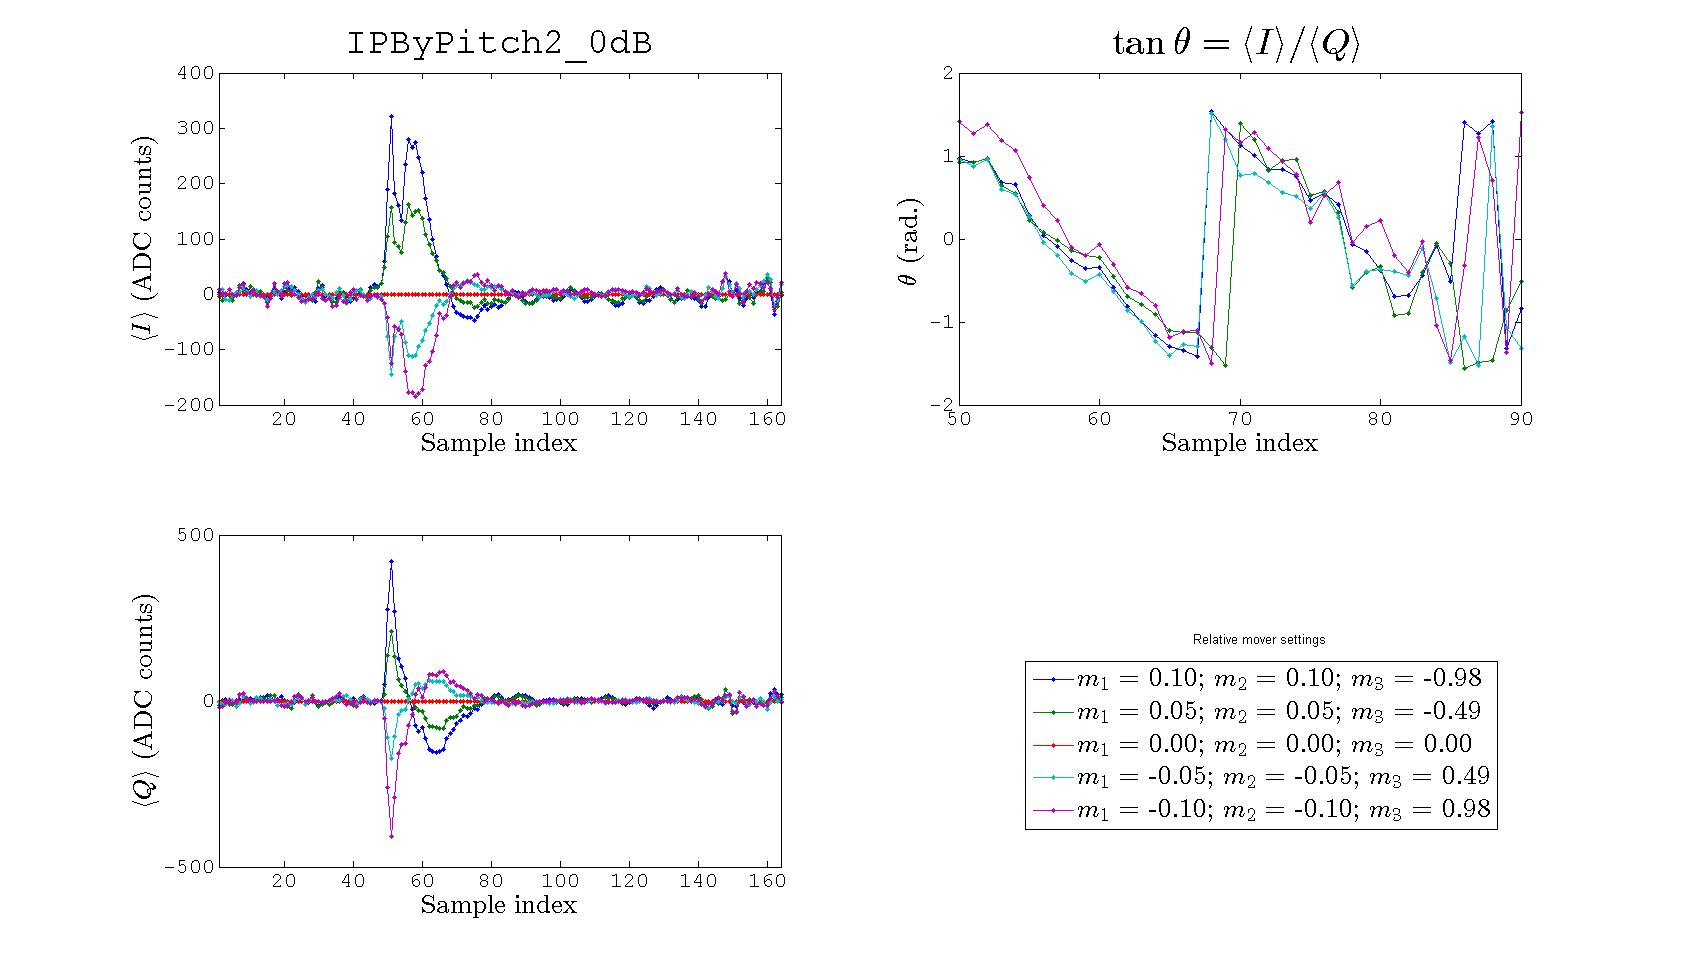 IPByPitch2_0dB
400
300
200
100
0
−100
−200
20 40 60 80 100 120 140 160
⟨I⟩ (ADC counts)
Sample index
tan θ = ⟨I⟩/⟨Q⟩
2
1
0
−1
−2
50 60 70 80 90
θ (rad.)
Sample index
500
0
−500
20 40 60 80 100 120 140 160
⟨Q⟩ (ADC counts)
Sample index
Relative mover settings
m₁ = 0.10; m₂ = 0.10; m₃ = -0.98
m₁ = 0.05; m₂ = 0.05; m₃ = -0.49
m₁ = 0.00; m₂ = 0.00; m₃ = 0.00
m₁ = -0.05; m₂ = -0.05; m₃ = 0.49
m₁ = -0.10; m₂ = -0.10; m₃ = 0.98